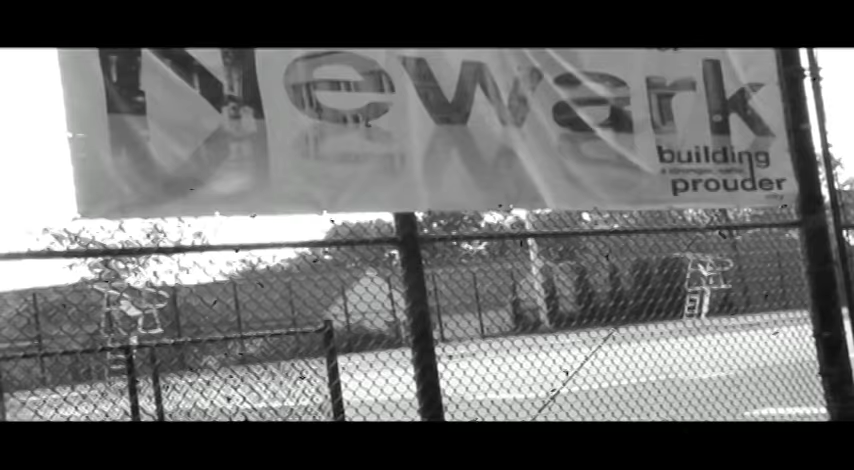 Newark
building
a stronger, safer,
prouder
city